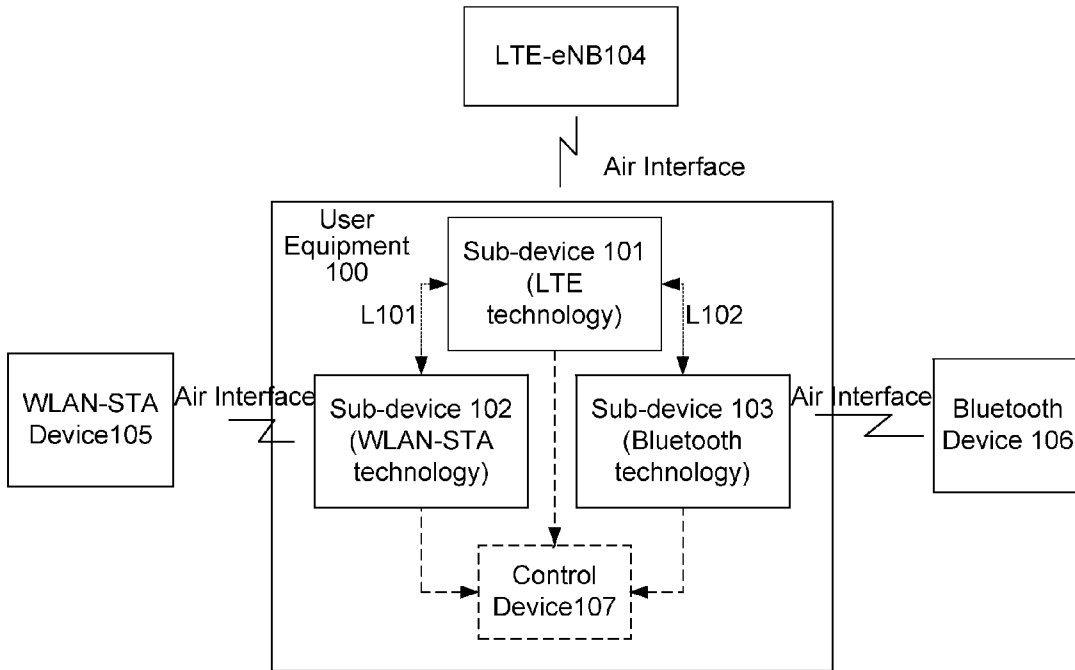 LTE-eNB104
Air Interface
User
Equipment
100
Sub-device 101
(LTE
technology)
L101
L102
WLAN-STA
Device105
Air Interface
Sub-device 102
(WLAN-STA
technology)
Sub-device 103
(Bluetooth
technology)
Air Interface
Bluetooth
Device 106
Control
Device107